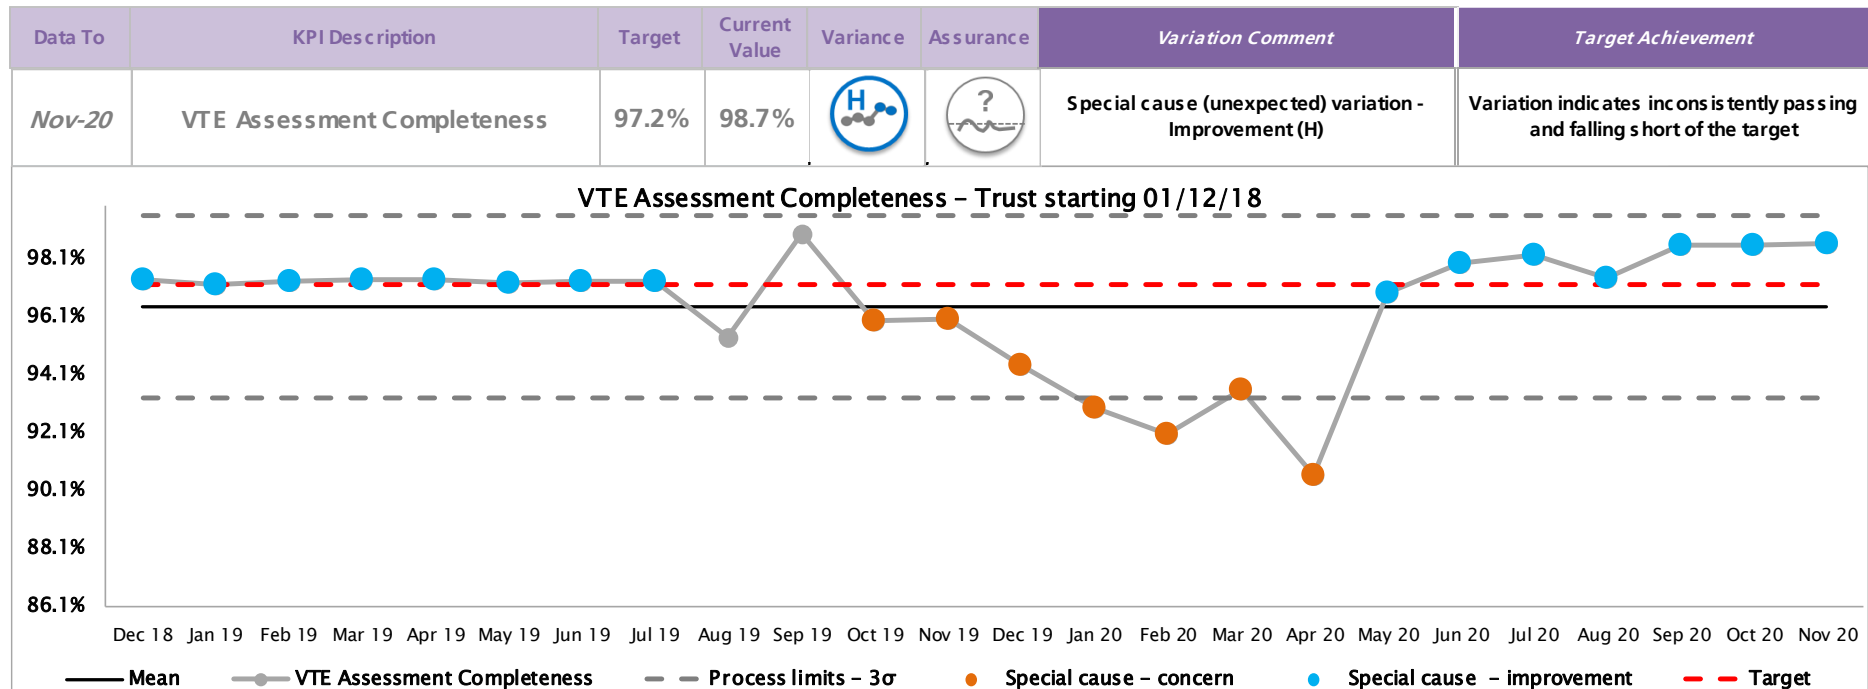 Data To KPI Description Target Current Value Variance Assurance Variation Comment Target Achievement
Nov-20 VTE Assessment Completeness 97.2% 98.7% H ? Special cause (unexpected) variation - Improvement (H) Variation indicates inconsistently passing and falling short of the target
VTE Assessment Completeness – Trust starting 01/12/18
98.1%
96.1%
94.1%
92.1%
90.1%
88.1%
86.1%
Dec 18 Jan 19 Feb 19 Mar 19 Apr 19 May 19 Jun 19 Jul 19 Aug 19 Sep 19 Oct 19 Nov 19 Dec 19 Jan 20 Feb 20 Mar 20 Apr 20 May 20 Jun 20 Jul 20 Aug 20 Sep 20 Oct 20 Nov 20
Mean VTE Assessment Completeness Process limits – 3σ Special cause – concern Special cause – improvement Target